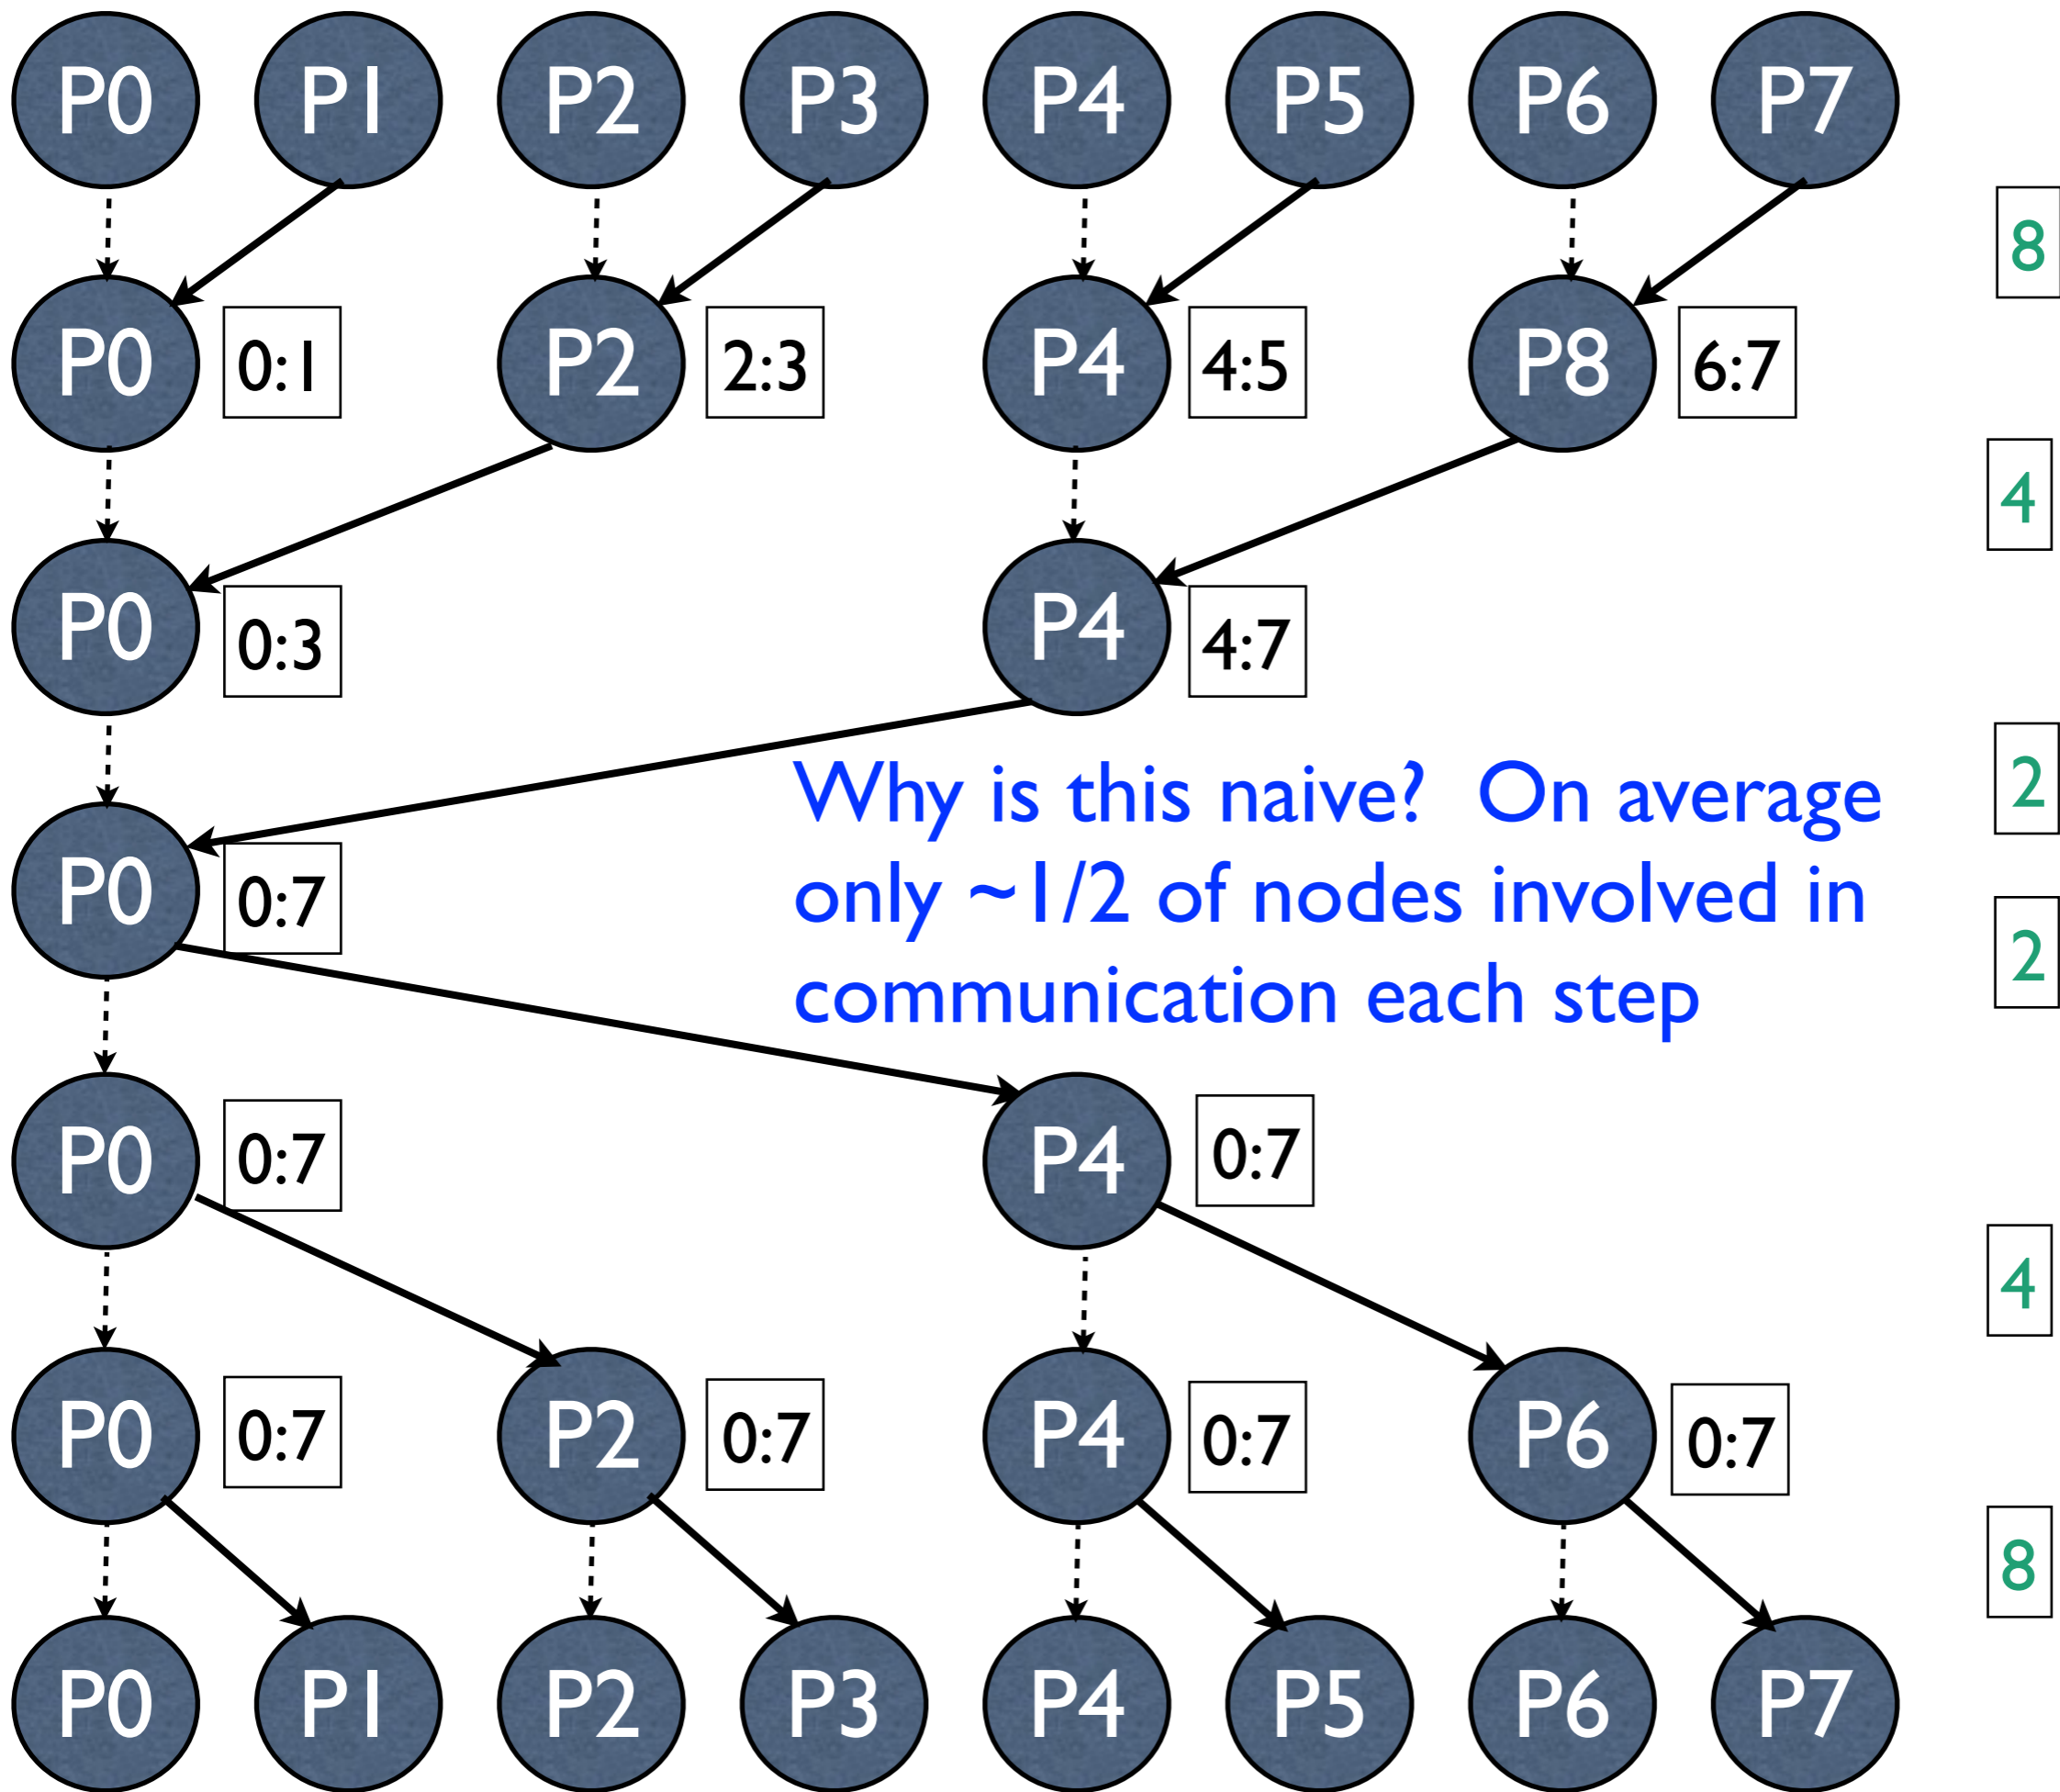 P0 P1 P2 P3 P4 P5 P6 P7
8
P0 0:1 P2 2:3 P4 4:5 P8 6:7
4
P0 0:3 P4 4:7
2
Why is this naive? On average
only ~1/2 of nodes involved in
communication each step
P0 0:7
2
P0 0:7 P4 0:7
4
P0 0:7 P2 0:7 P4 0:7 P6 0:7
8
P0 P1 P2 P3 P4 P5 P6 P7